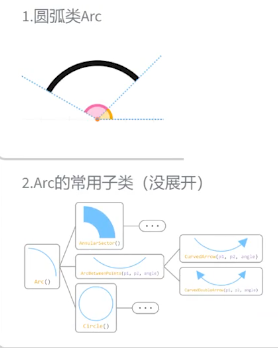 1.圆弧类Arc
2.Arc的常用子类（没展开）
AnnularSector()
Arc()
ArcBetweenPoints(p1, p2, angle)
CurvedArrow(p1, p2, angle)
CurvedDoubleArrow(p1, p2, angle)
Circle()